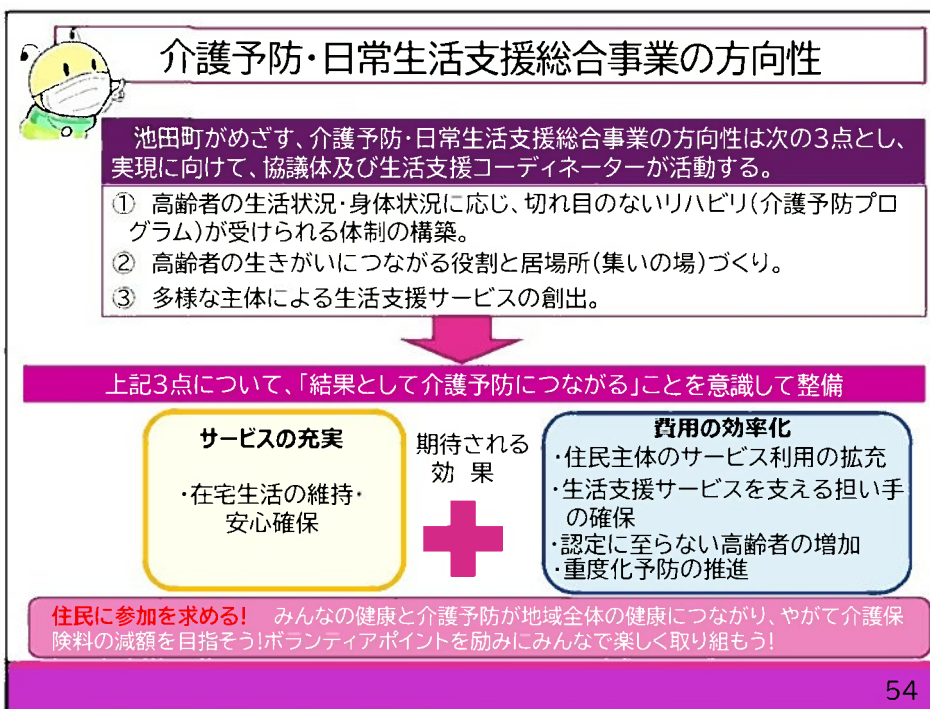 介護予防・日常生活支援総合事業の方向性
池田町がめざす、介護予防・日常生活支援総合事業の方向性は次の3点とし、
実現に向けて、協議体及び生活支援コーディネーターが活動する。
① 高齢者の生活状況・身体状況に応じ、切れ目のないリハビリ(介護予防プロ
グラム)が受けられる体制の構築。
② 高齢者の生きがいにつながる役割と居場所(集いの場)づくり。
③ 多様な主体による生活支援サービスの創出。
上記3点について、「結果として介護予防につながる」ことを意識して整備
サービスの充実
・在宅生活の維持・
安心確保
期待される
効 果
費用の効率化
・住民主体のサービス利用の拡充
・生活支援サービスを支える担い手
の確保
・認定に至らない高齢者の増加
・重度化予防の推進
住民に参加を求める! みんなの健康と介護予防が地域全体の健康につながり、やがて介護保
険料の減額を目指そう!ボランティアポイントを励みにみんなで楽しく取り組もう!
54